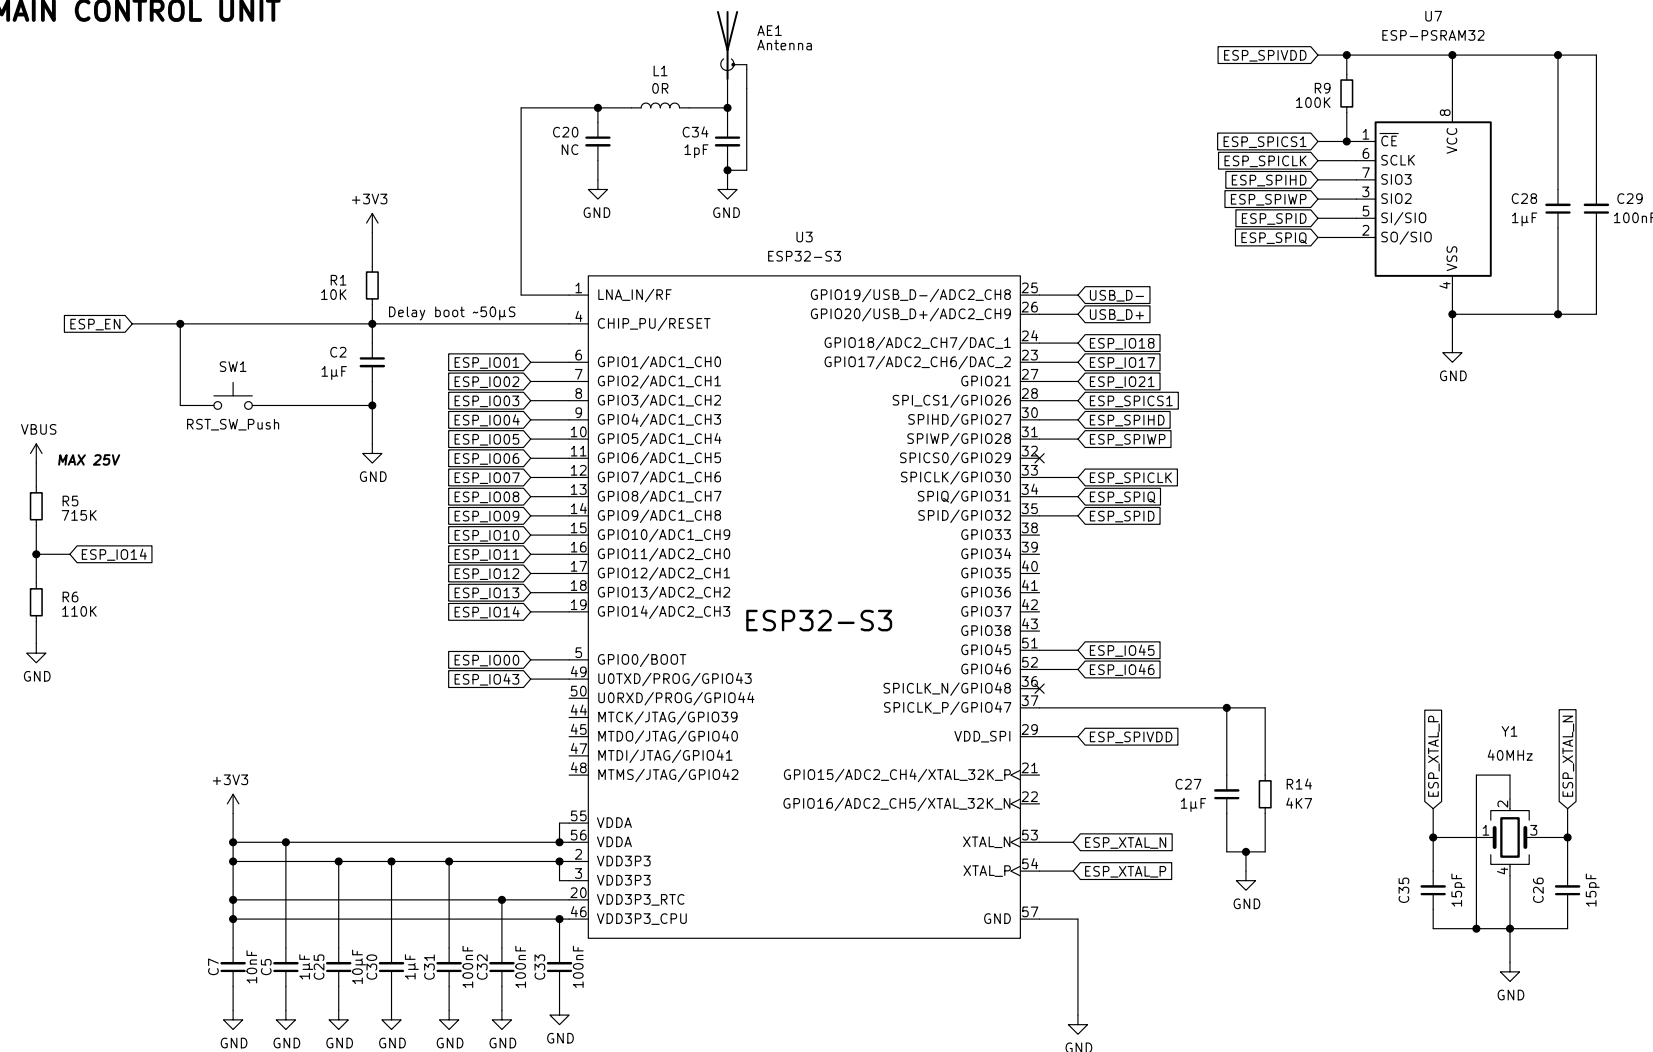 MAIN CONTROL UNIT
AE1
Antenna
L1
0R
C20
NC
C34
1pF
GND
GND
U7
ESP-PSRAM32
ESP_SPIVDD
R9
100K
ESP_SPICS1
ESP_SPICLK
ESP_SPIHD
ESP_SPIWP
ESP_SPID
ESP_SPIQ
1 CE
6 SCLK
7 SIO3
3 SIO2
5 SI/SIO
2 SO/SIO
8 VCC
4 VSS
C28
1µF
C29
100nF
GND
+3V3
R1
10K
Delay boot ~50µS
ESP_EN
C2
1µF
SW1
RST_SW_Push
GND
VBUS
MAX 25V
R5
715K
ESP_IO14
R6
110K
GND
U3
ESP32-S3
1 LNA_IN/RF
4 CHIP_PU/RESET
ESP_IO01 6 GPIO1/ADC1_CH0
ESP_IO02 7 GPIO2/ADC1_CH1
ESP_IO03 8 GPIO3/ADC1_CH2
ESP_IO04 9 GPIO4/ADC1_CH3
ESP_IO05 10 GPIO5/ADC1_CH4
ESP_IO06 11 GPIO6/ADC1_CH5
ESP_IO07 12 GPIO7/ADC1_CH6
ESP_IO08 13 GPIO8/ADC1_CH7
ESP_IO09 14 GPIO9/ADC1_CH8
ESP_IO10 15 GPIO10/ADC1_CH9
ESP_IO11 16 GPIO11/ADC2_CH0
ESP_IO12 17 GPIO12/ADC2_CH1
ESP_IO13 18 GPIO13/ADC2_CH2
ESP_IO14 19 GPIO14/ADC2_CH3
ESP_IO00 5 GPIO0/BOOT
ESP_IO43 49 U0TXD/PROG/GPIO43
50 U0RXD/PROG/GPIO44
44 MTCK/JTAG/GPIO39
45 MTDO/JTAG/GPIO40
47 MTDI/JTAG/GPIO41
48 MTMS/JTAG/GPIO42
55 VDDA
56 VDDA
2 VDD3P3
3 VDD3P3
20 VDD3P3_RTC
46 VDD3P3_CPU
ESP32-S3
GPIO19/USB_D-/ADC2_CH8 25 USB_D-
GPIO20/USB_D+/ADC2_CH9 26 USB_D+
GPIO18/ADC2_CH7/DAC_1 24 ESP_IO18
GPIO17/ADC2_CH6/DAC_2 23 ESP_IO17
GPIO21 27 ESP_IO21
SPI_CS1/GPIO26 28 ESP_SPICS1
SPIHD/GPIO27 30 ESP_SPIHD
SPIWP/GPIO28 31 ESP_SPIWP
SPICS0/GPIO29 32
SPICLK/GPIO30 33 ESP_SPICLK
SPIQ/GPIO31 34 ESP_SPIQ
SPID/GPIO32 35 ESP_SPID
GPIO33 38
GPIO34 39
GPIO35 40
GPIO36 41
GPIO37 42
GPIO38 43
GPIO45 51 ESP_IO45
GPIO46 52 ESP_IO46
SPICLK_N/GPIO48 36
SPICLK_P/GPIO47 37
VDD_SPI 29 ESP_SPIVDD
GPIO15/ADC2_CH4/XTAL_32K_P 21
GPIO16/ADC2_CH5/XTAL_32K_N 22
XTAL_N 53 ESP_XTAL_N
XTAL_P 54 ESP_XTAL_P
GND 57
GND
C27
1µF
R14
4K7
GND
+3V3
C7 10nF
C5 1µF
C25 10µF
C30 1µF
C31 100nF
C32 100nF
C33 100nF
GND
GND
GND
GND
GND
GND
GND
ESP_XTAL_P
ESP_XTAL_N
Y1
40MHz
1
2
3
4
C35 15pF
C26 15pF
GND